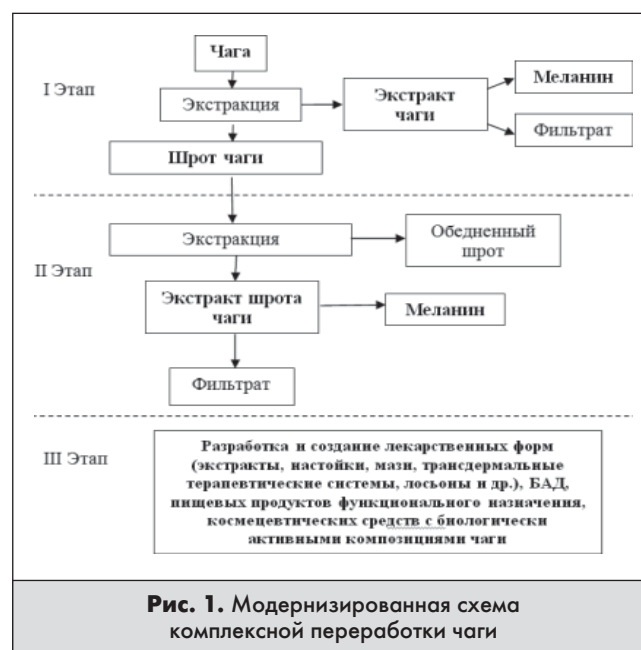 Чага
I Этап
Экстракция
Экстракт
чаги
Меланин
Фильтрат
Шрот чаги
II Этап
Экстракция
Обедненный
шрот
Экстракт шрота
чаги
Меланин
Фильтрат
III Этап
Разработка и создание лекарственных форм
(экстракты, настойки, мази, трансдермальные
терапевтические системы, лосьоны и др.), БАД,
пищевых продуктов функционального назначения,
космецевтических средств с биологически
активными композициями чаги
Рис. 1. Модернизированная схема
комплексной переработки чаги